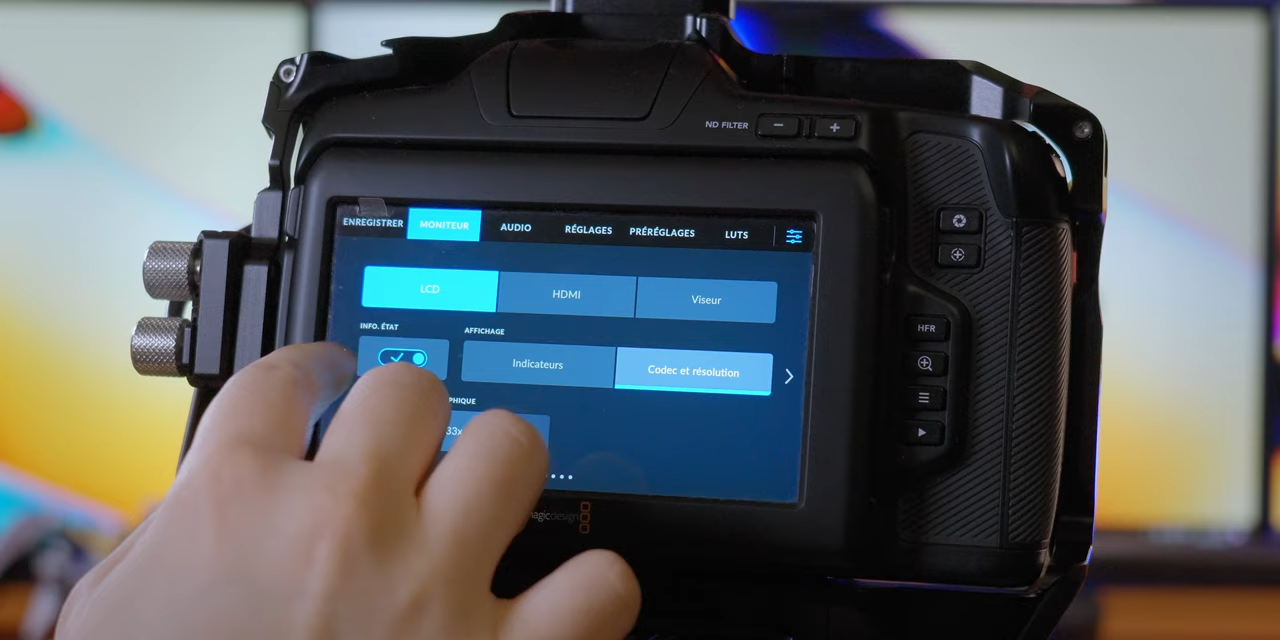 ND FILTER − +
ENREGISTRER MONITEUR AUDIO RÉGLAGES PRÉRÉGLAGES LUTS
LCD HDMI Viseur
INFO. ÉTAT AFFICHAGE
Indicateurs Codec et résolution
HFR